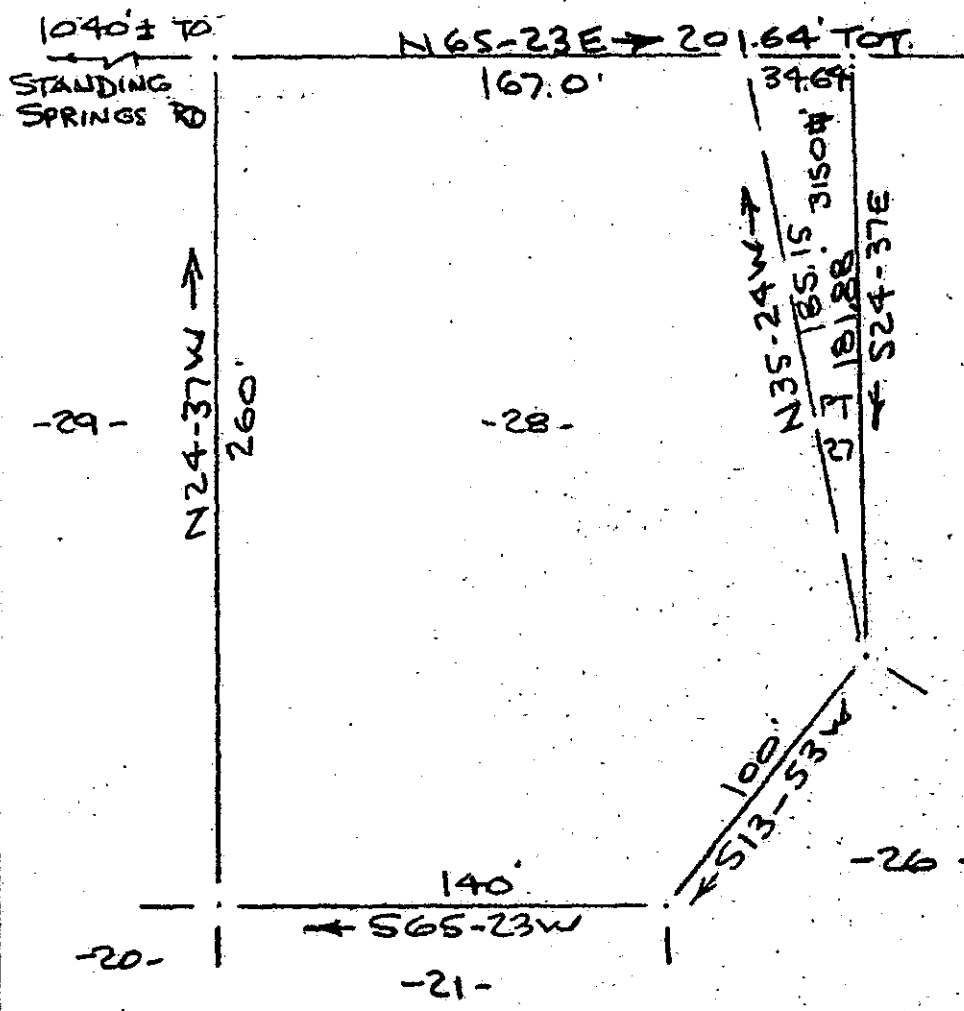 1040'± TO
STANDING
SPRINGS RD
N65-23E → 201.64' TOT.
167.0'
34.64'
N24-37W →
260'
-29-
-28-
N35-24W →
185.15'
3150#
PT 27
181.88
← S24-37E
100'
← S13-53W
-26-
140'
← S65-23W
-20-
-21-